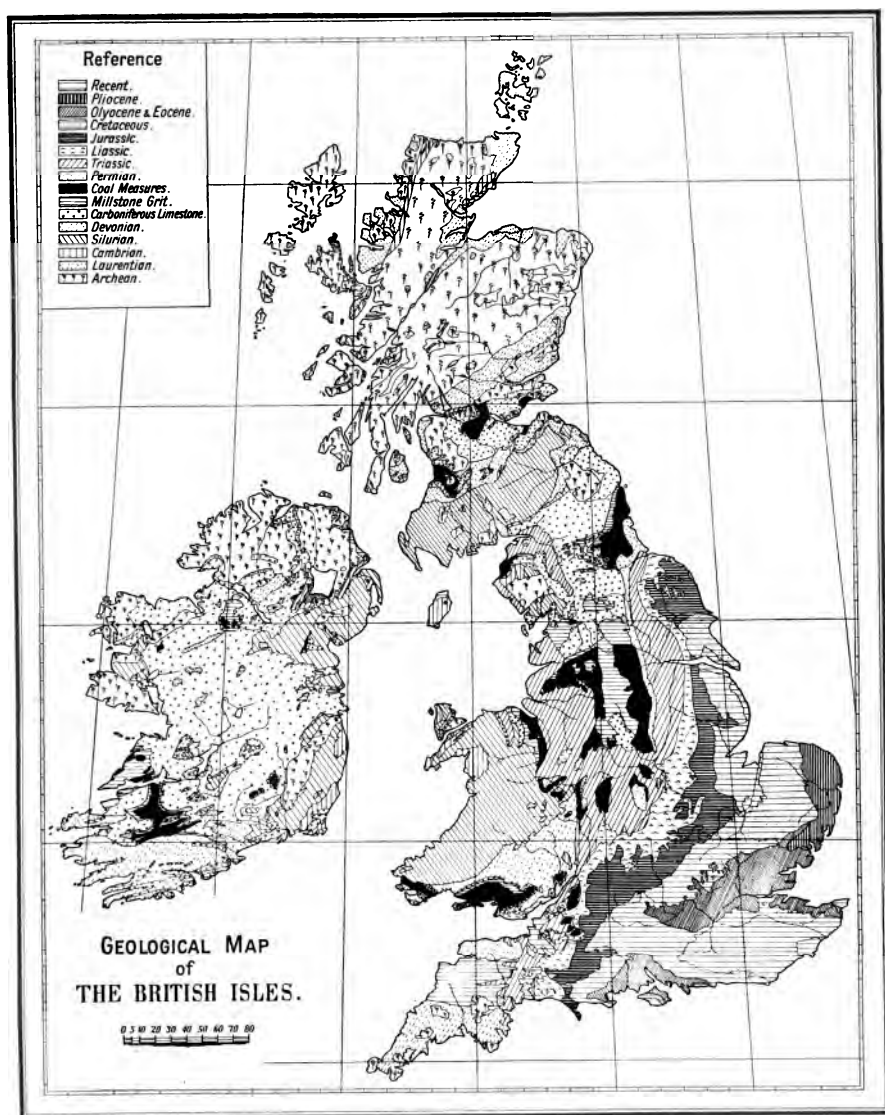 Reference
Recent.
Pliocene.
Olyocene & Eocene.
Cretaceous.
Jurassic.
Liassic.
Triassic.
Permian.
Coal Measures.
Millstone Grit.
Carboniferous Limestone.
Devonian.
Silurian.
Cambrian.
Laurentian.
Archean.
GEOLOGICAL MAP
of
THE BRITISH ISLES.
0 5 10 20 30 40 50 60 70 80